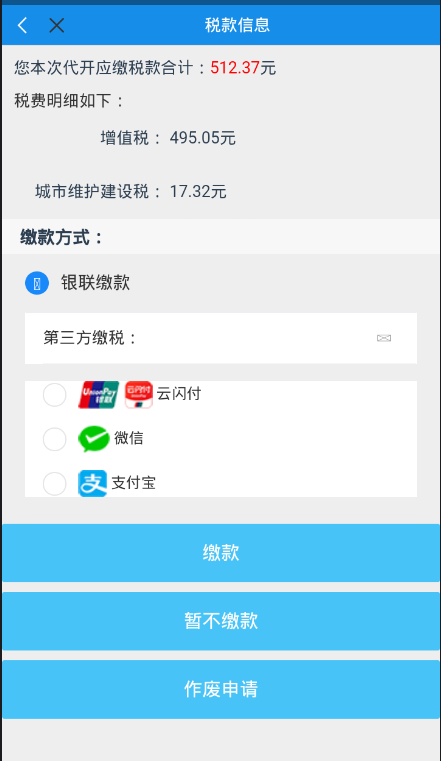 税款信息
您本次代开应缴税款合计：512.37元
税费明细如下：
增值税： 495.05元
城市维护建设税： 17.32元
缴款方式：
银联缴款
第三方缴税：
UnionPay 银联 云闪付 云闪付
微信
支 支付宝
缴款
暂不缴款
作废申请